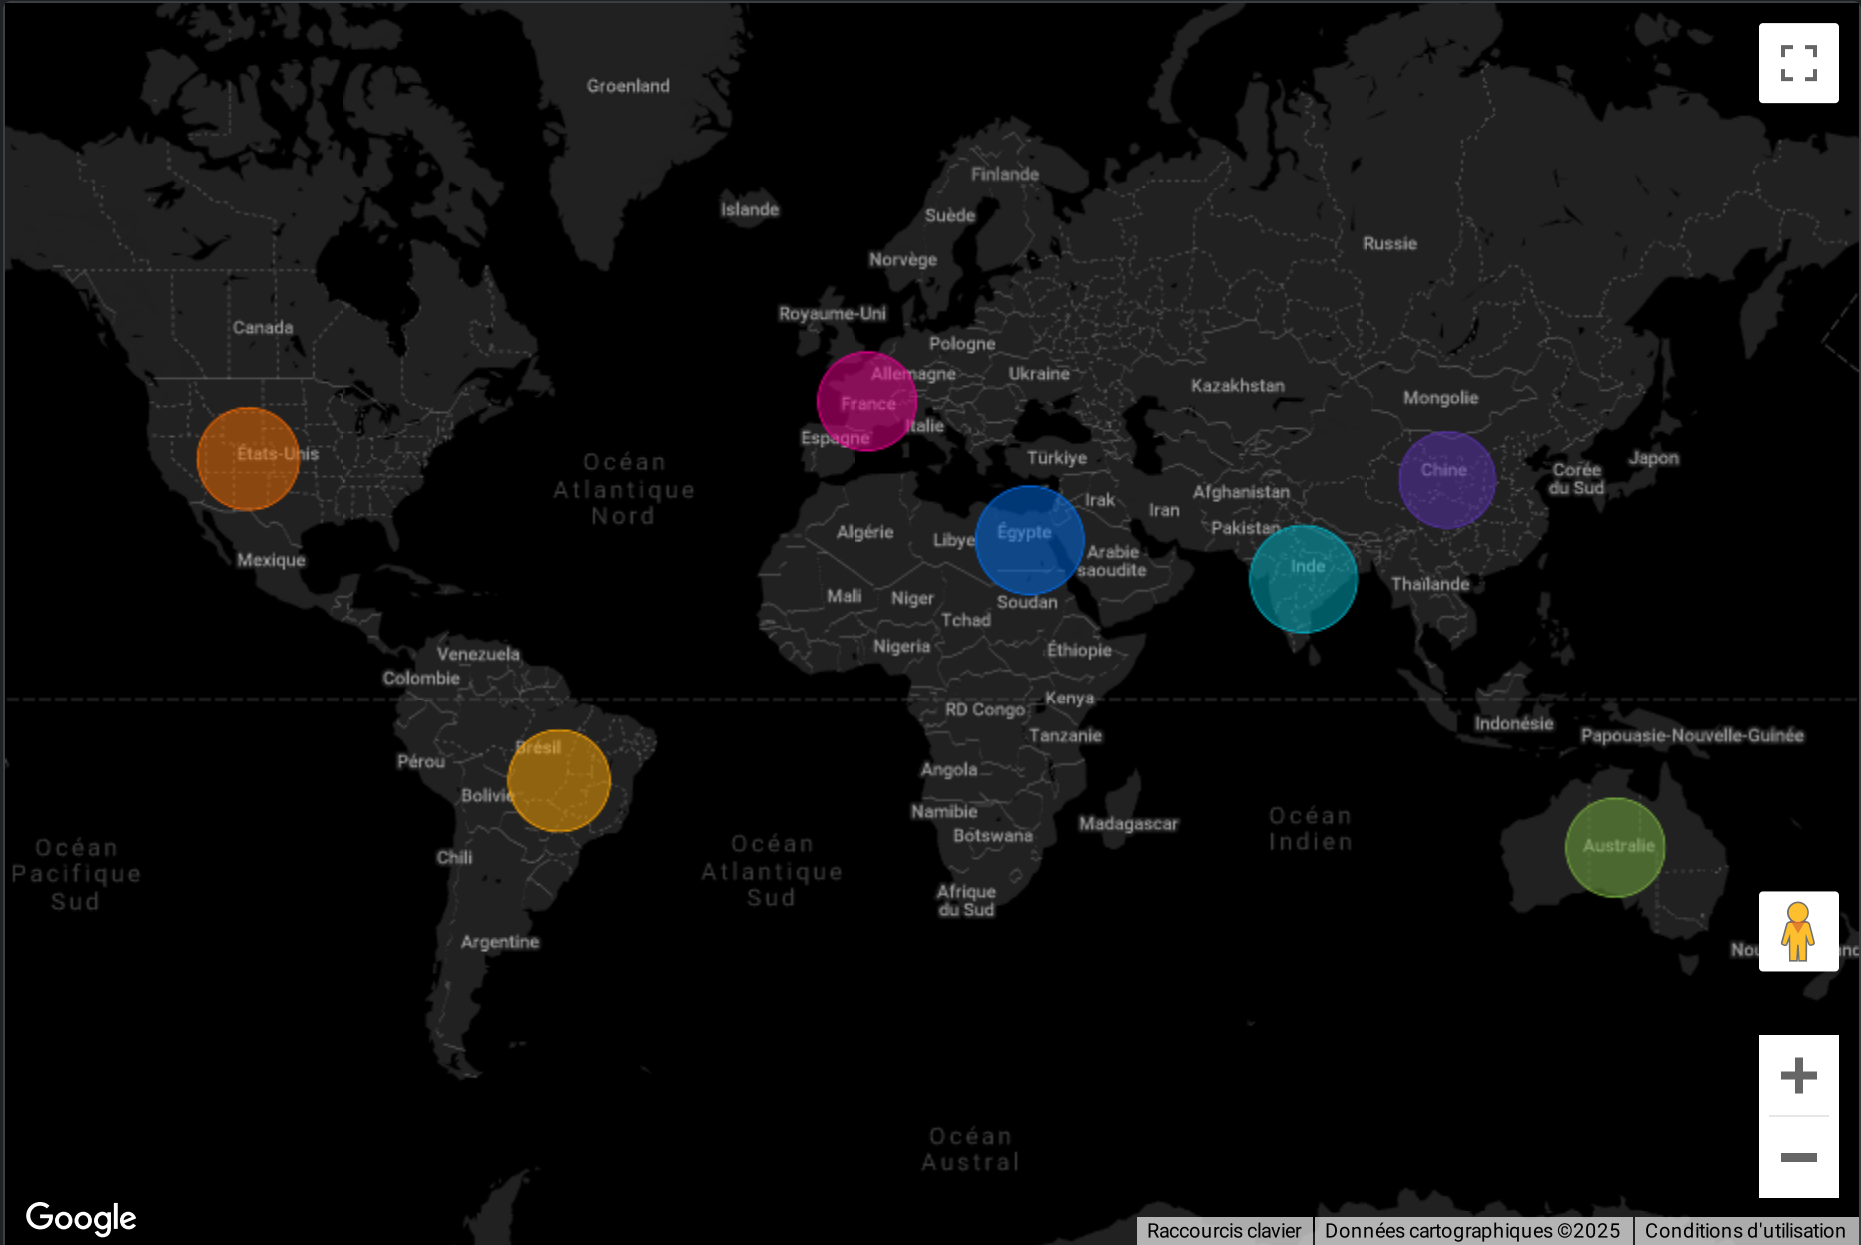 Groenland
Finlande
Islande
Suède
Russie
Norvège
Royaume-Uni
Canada
Pologne
Allemagne
Ukraine
Kazakhstan
Mongolie
France
Italie
Espagne
États-Unis
Türkiye
Chine
Corée
du Sud
Japon
Océan
Atlantique
Nord
Irak
Iran
Afghanistan
Pakistan
Algérie
Libye
Égypte
Arabie
saoudite
Mexique
Inde
Thaïlande
Mali
Niger
Soudan
Tchad
Nigeria
Éthiopie
Venezuela
Colombie
Kenya
RD Congo
Indonésie
Tanzanie
Papouasie-Nouvelle-Guinée
Brésil
Pérou
Angola
Bolivie
Namibie
Madagascar
Océan
Indien
Botswana
Australie
Océan
Pacifique
Sud
Chili
Océan
Atlantique
Sud
Afrique
du Sud
Argentine
Océan
Austral
Google
Raccourcis clavier
Données cartographiques ©2025
Conditions d'utilisation